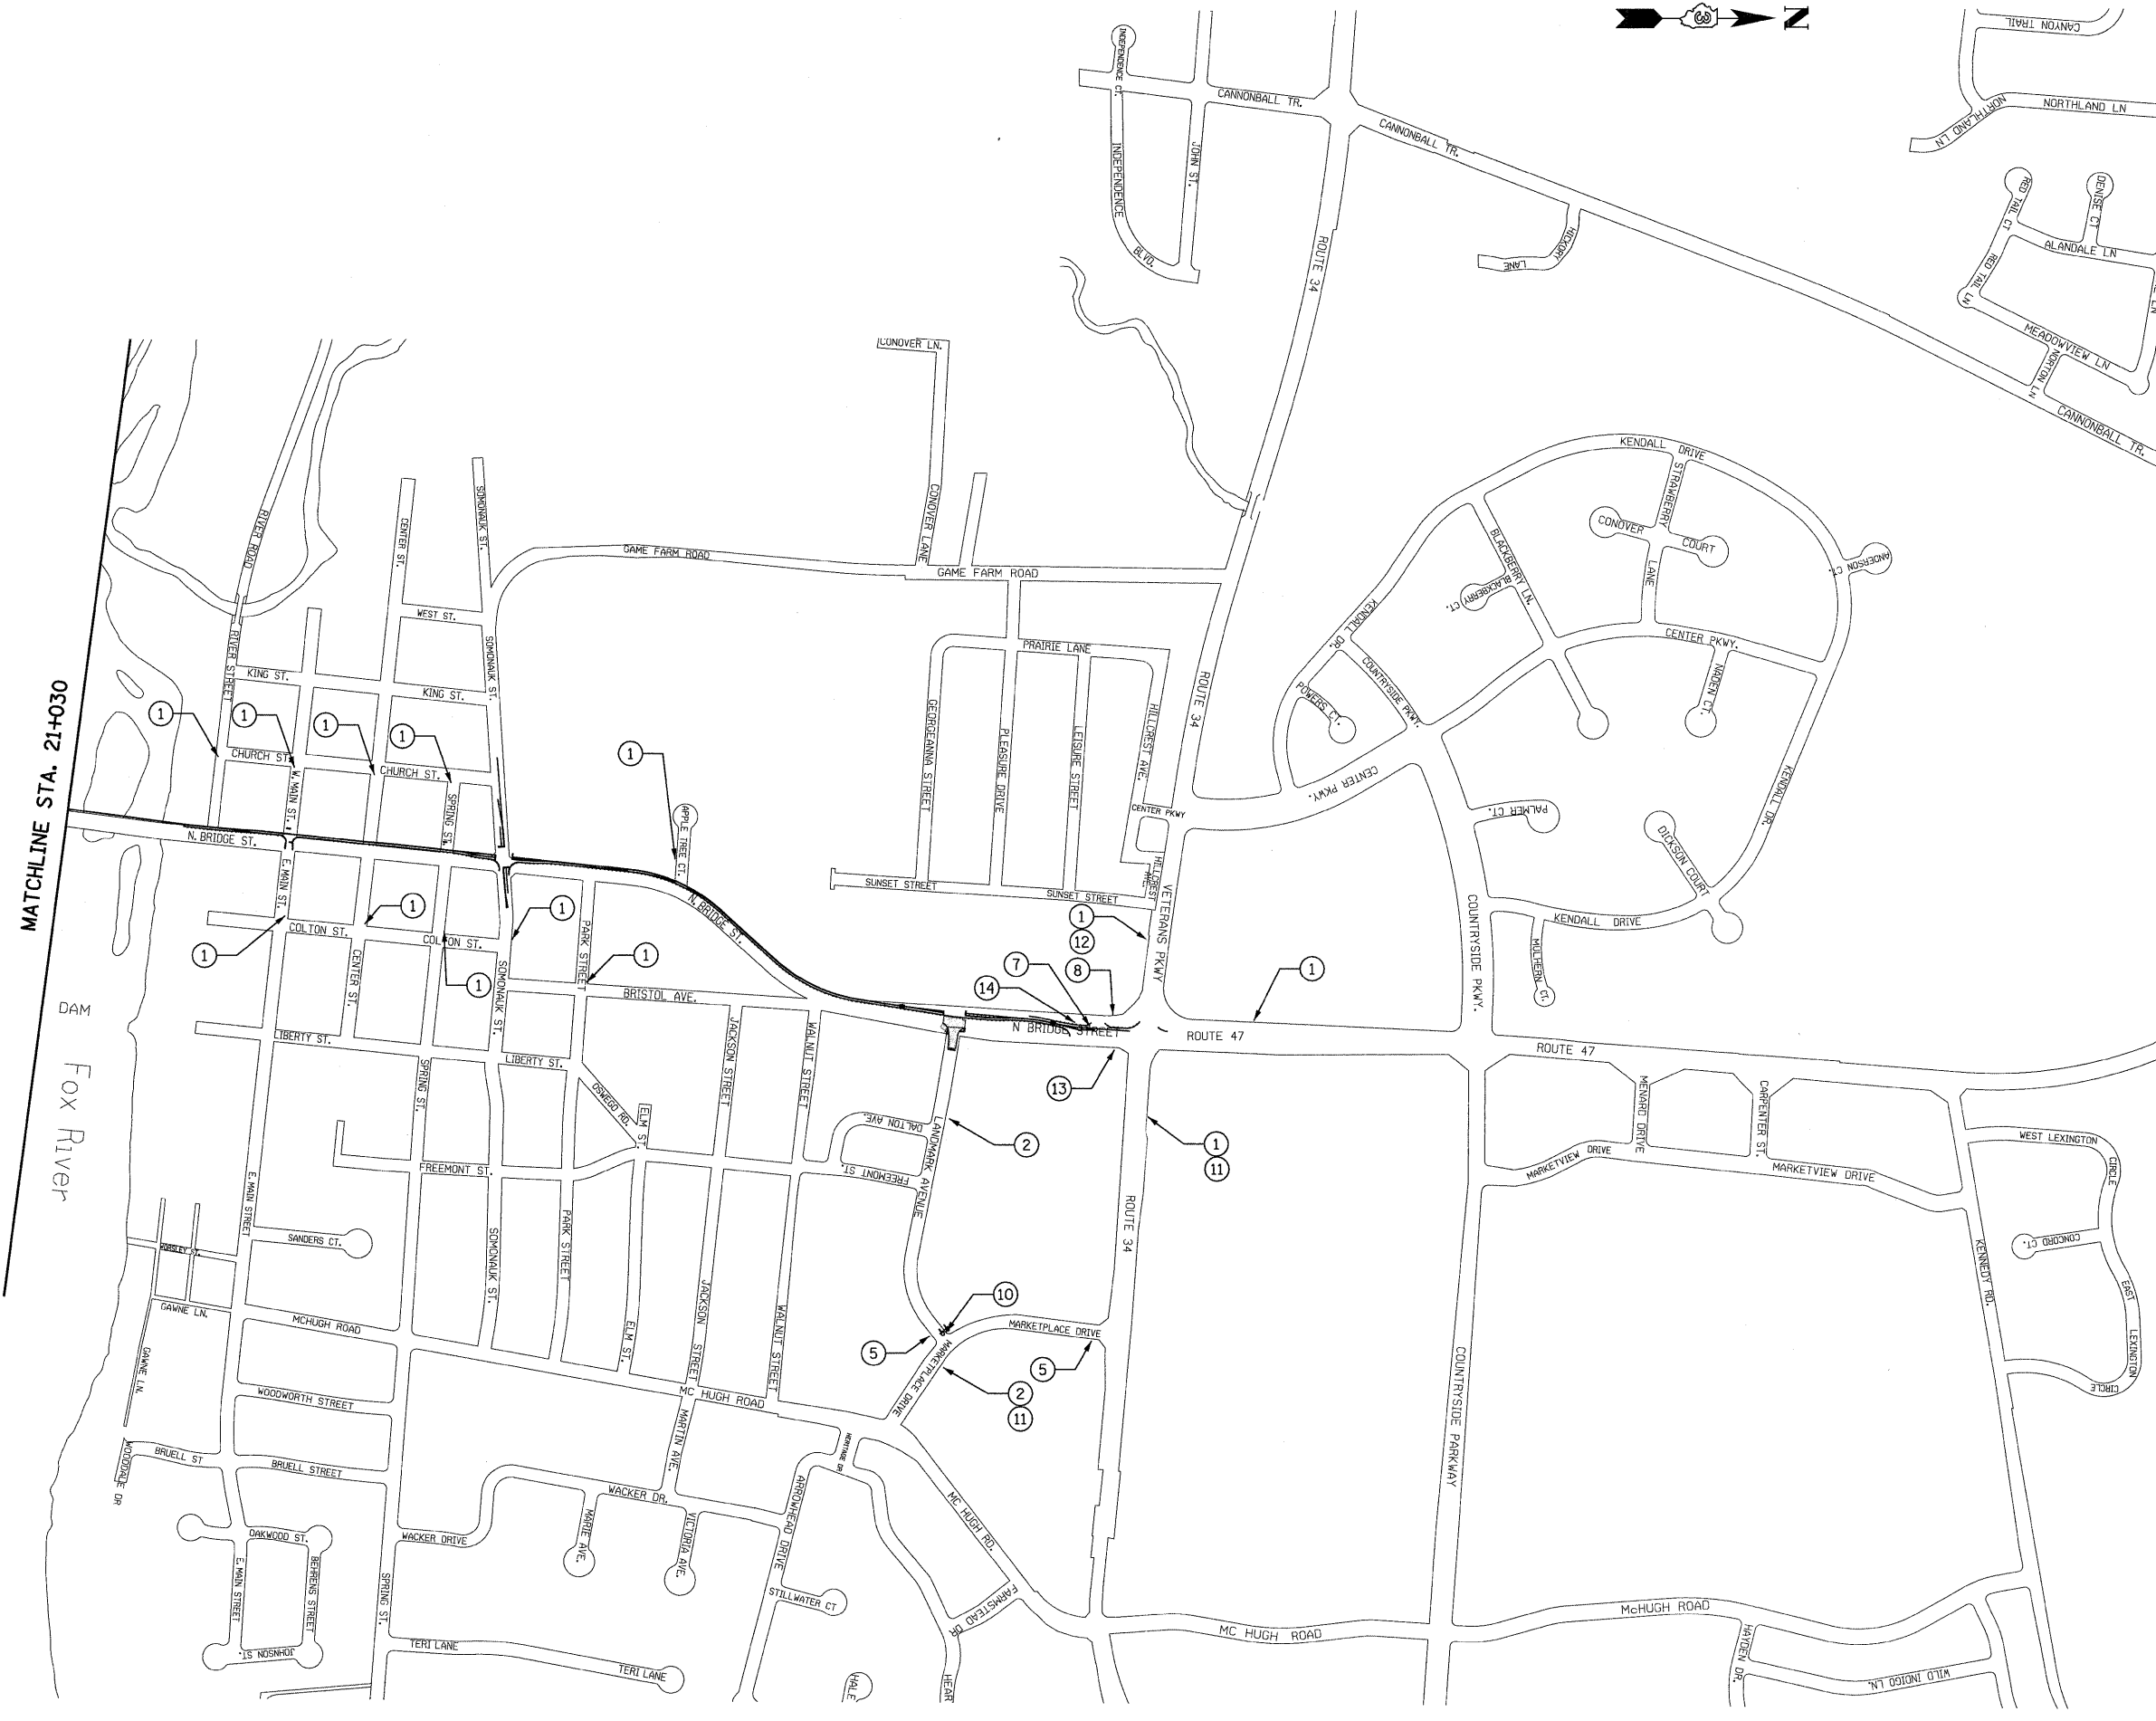 N
3
CANYON TRAIL
NORTHLAND LN
NORTHLAND LN
INDEPENDENCE CT.
CANNONBALL TR.
CANNONBALL TR.
INDEPENDENCE
BLVD.
JOHN ST.
ROUTE 34
HICKORY
LANE
RED TAIL CT
DENISE CT
ALANDALE LN
RED TAIL LN
MEADOWVIEW LN
NORTON LN
CANNONBALL TR.
CONOVER LN.
CONOVER LANE
KENDALL
DRIVE
STRAWBERRY
CONOVER
COURT
LANE
ANDERSON CT.
BLACKBERRY LN.
BLACKBERRY CT.
KENDALL DR.
COUNTRYSIDE PKWY.
POWERS CT.
CENTER PKWY.
NADEN CT.
CENTER PKWY.
KENDALL DR.
PALMER CT.
DICKSON COURT
KENDALL DRIVE
MULHERN CT.
COUNTRYSIDE PKWY.
RIVER ROAD
CENTER ST.
SOMONAUK ST.
GAME FARM ROAD
GAME FARM ROAD
WEST ST.
RIVER STREET
KING ST.
KING ST.
SOMONAUK ST.
PRAIRIE LANE
GEORGEANNA STREET
PLEASURE DRIVE
LEISURE STREET
HILLCREST AVE.
ROUTE 34
CENTER PKWY
HILLCREST
AVE.
SUNSET STREET
SUNSET STREET
VETERANS PKWY
MATCHLINE STA. 21+030
1
1
1
1
1
CHURCH ST.
CHURCH ST.
W. MAIN ST.
SPRING ST.
APPLE TREE CT.
N. BRIDGE ST.
N. BRIDGE ST.
E. MAIN ST.
1
1
1
1
1
COLTON ST.
COLTON ST.
CENTER ST.
SOMONAUK ST.
PARK STREET
BRISTOL AVE.
1
12
7
8
14
1
N BRIDGE STREET
ROUTE 47
ROUTE 47
13
DAM
Fox River
LIBERTY ST.
LIBERTY ST.
SPRING ST.
OSWEGO RD.
ELM ST.
JACKSON STREET
WALNUT STREET
DALTON AVE.
LANDMARK AVENUE
2
1
11
FREEMONT ST.
FREEMONT ST.
MENARD DRIVE
CARPENTER ST.
MARKETVIEW DRIVE
MARKETVIEW DRIVE
WEST LEXINGTON
CIRCLE
CONCORD CT.
EAST
LEXINGTON
CIRCLE
KENNEDY RD.
ROUTE 34
E. MAIN STREET
SANDERS CT.
WORSLEY ST.
GAWNE LN.
GAWNE LN.
MCHUGH ROAD
SOMONAUK ST.
PARK STREET
ELM ST.
JACKSON STREET
WALNUT STREET
10
5
MARKETPLACE DRIVE
5
MARKETPLACE DRIVE
2
11
MC HUGH ROAD
WOODWORTH STREET
WOODDALE DR
BRUELL ST
BRUELL STREET
MARTIN AVE.
HERITAGE DR
WACKER DR.
ARROWHEAD DRIVE
MC HUGH RD.
COUNTRYSIDE PARKWAY
OAKWOOD ST.
WACKER DRIVE
MARIE AVE.
VICTORIA AVE.
E. MAIN STREET
BEHRENS STREET
JOHNSON ST.
SPRING ST.
STILLWATER CT
FARMSTEAD DR
TERI LANE
TERI LANE
HALE
HEAR
MC HUGH ROAD
McHUGH ROAD
HAYDEN DR.
WILD INDIGO LN.